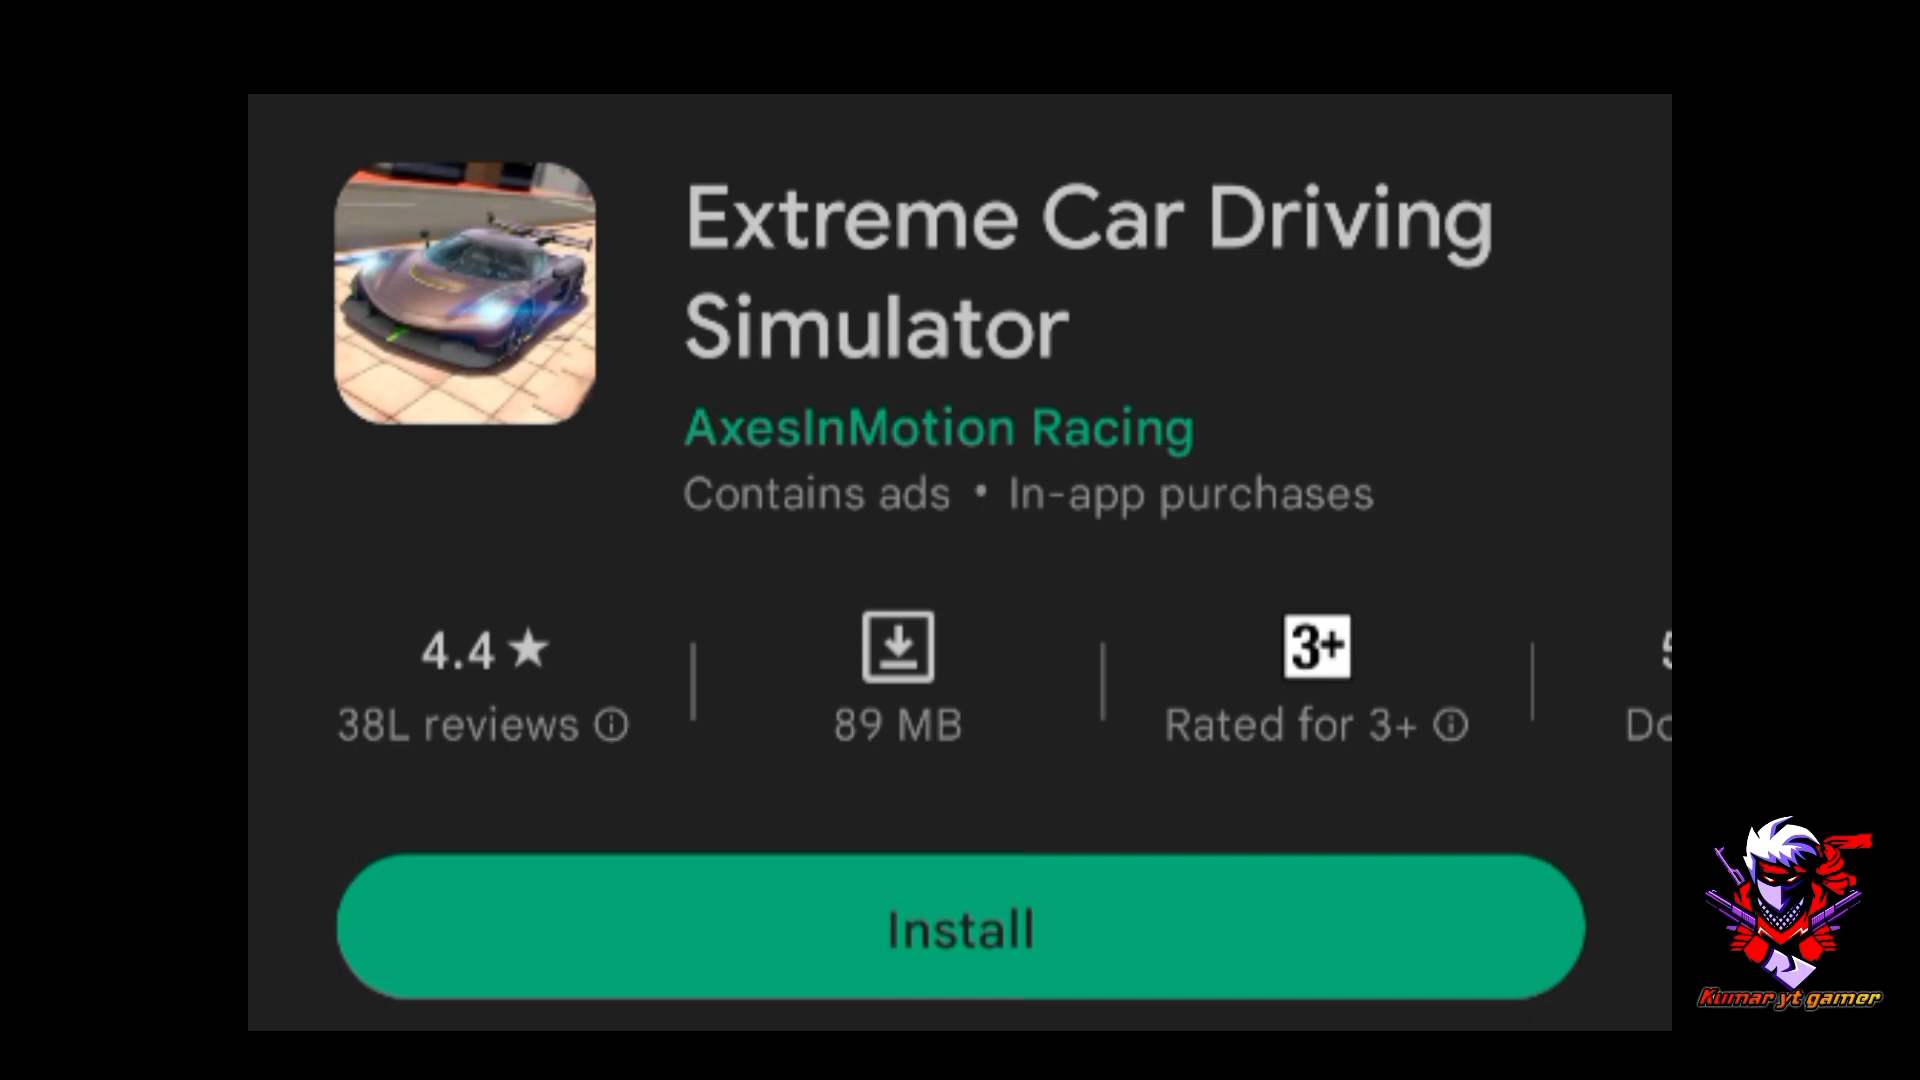 Extreme Car Driving
Simulator
AxesInMotion Racing
Contains ads • In-app purchases
4.4 ★
38L reviews
89 MB
3+
Rated for 3+
Install
Kumar yt gamer